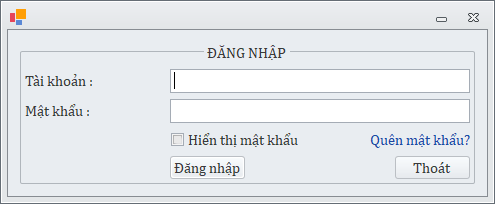 ĐĂNG NHẬP
Tài khoản :
Mật khẩu :
Hiển thị mật khẩu Quên mật khẩu?
Đăng nhập Thoát